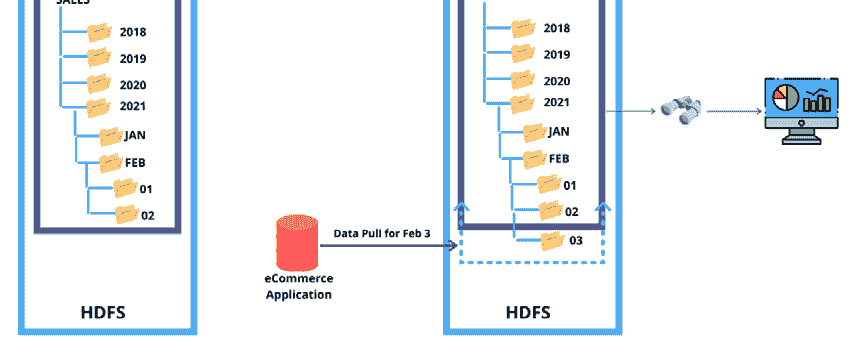 SALES
2018
2019
2020
2021
JAN
FEB
01
02
HDFS
Data Pull for Feb 3
eCommerce
Application
2018
2019
2020
2021
JAN
FEB
01
02
03
HDFS